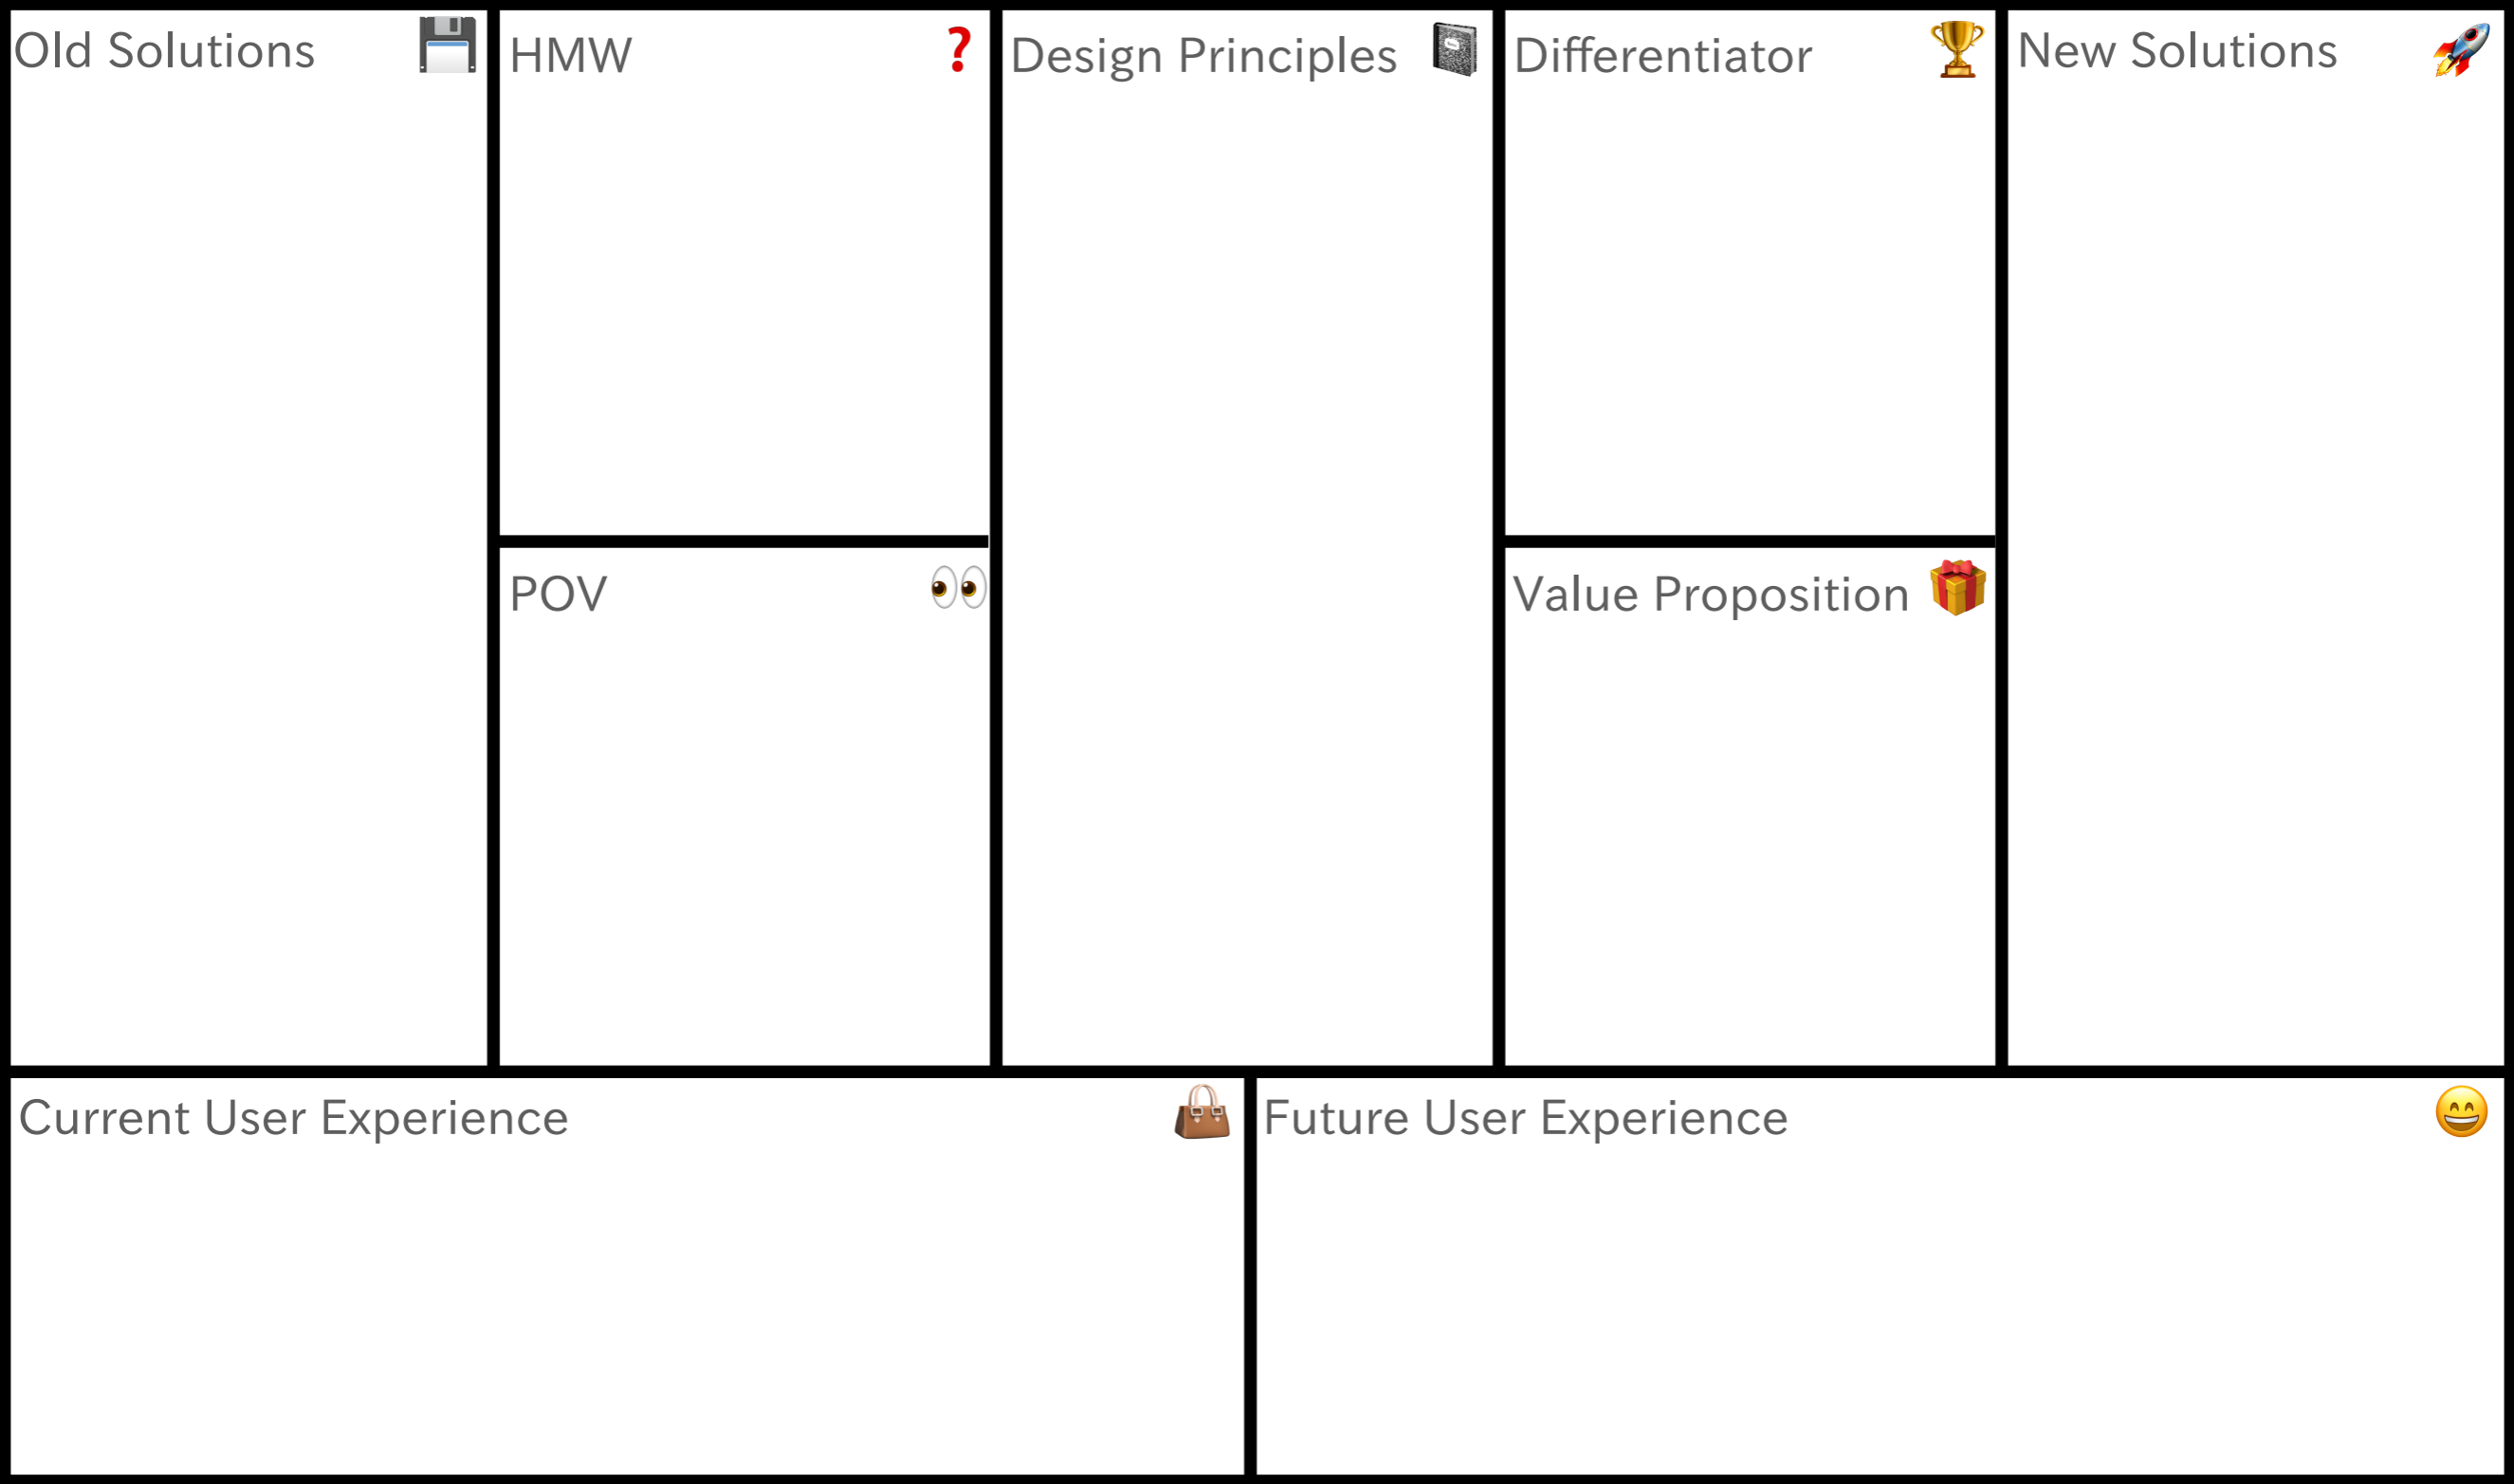 Old Solutions
HMW
Design Principles
Differentiator
New Solutions
POV
Value Proposition
Current User Experience
Future User Experience